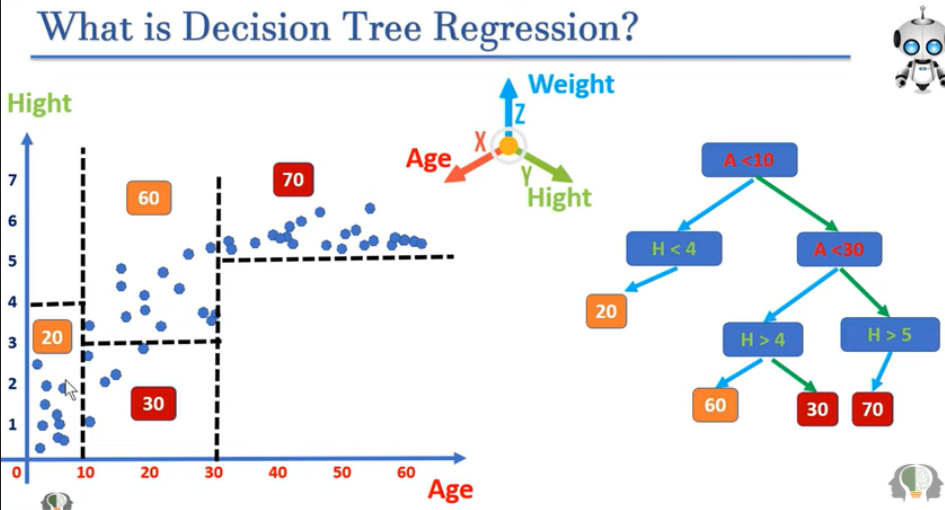 What is Decision Tree Regression?
Hight
7
6
5
4
3
2
1
0
10
20
30
40
50
60
Age
60
70
20
30
Weight
Z
X
Age
Y
Hight
A <10
H < 4
A <30
20
H > 4
H > 5
60
30
70